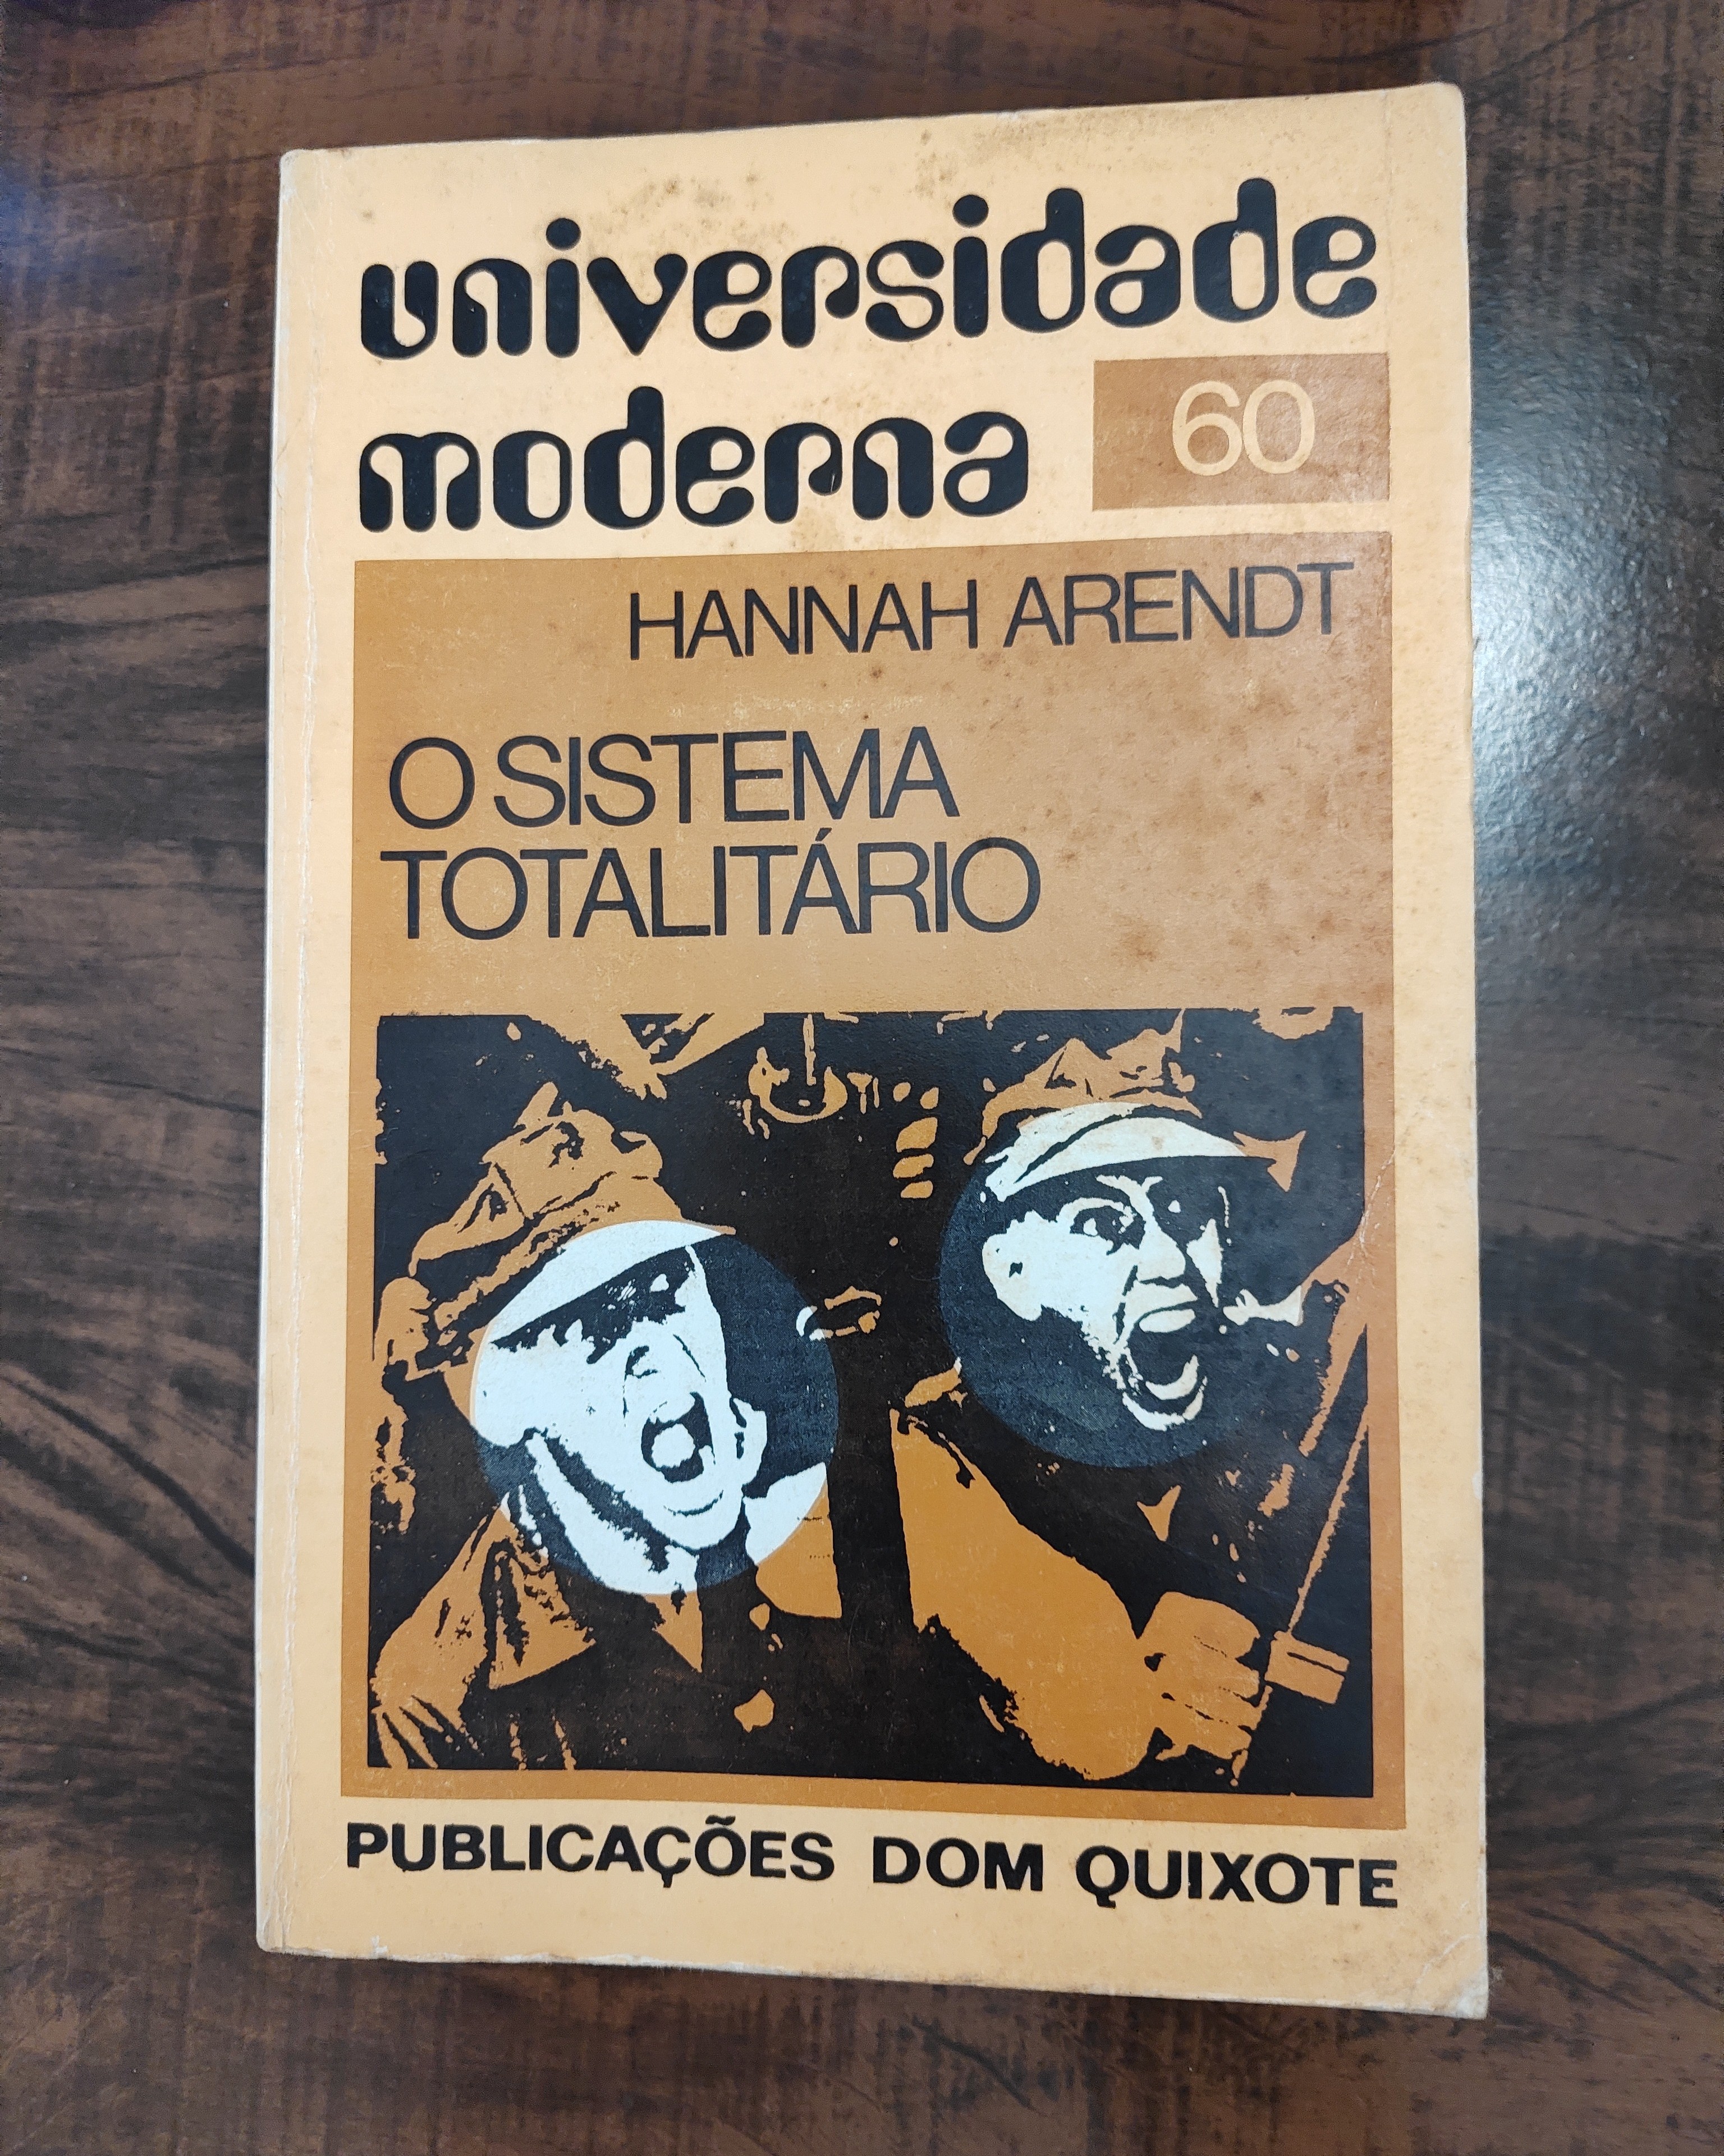 universidade
moderna
60
HANNAH ARENDT
O SISTEMA
TOTALITÁRIO
PUBLICAÇÕES DOM QUIXOTE